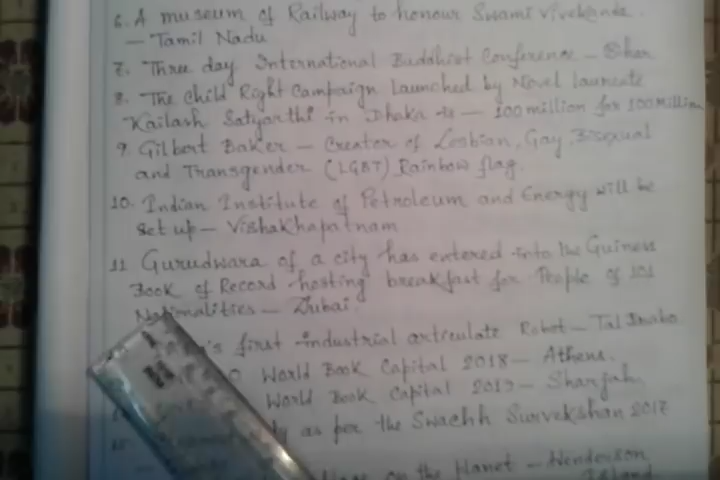 6. A museum of Railway to honour Swami Vivekananda
— Tamil Nadu
7. Three day International Buddhist Conference — Bihar
8. The Child Right Campaign launched by Novel laureate
Kailash Satyarthi in Dhaka is — 100 million for 100 Million
9. Gilbert Baker — Creator of Lesbian, Gay, Bisexual
and Transgender (LGBT) Rainbow flag.
10. Indian Institute of Petroleum and Energy will be
set up — Vishakhapatnam
11 Gurudwara of a city has entered into the Guiness
Book of Record hosting breakfast for People of 101
Nationalities — Dubai.
's first industrial articulate Robot — Tal Brabo
World Book Capital 2018 — Athens.
World Book Capital 2019 — Sharjah
as per the Swachh Survekshan 2017
on the planet — Henderson
Island